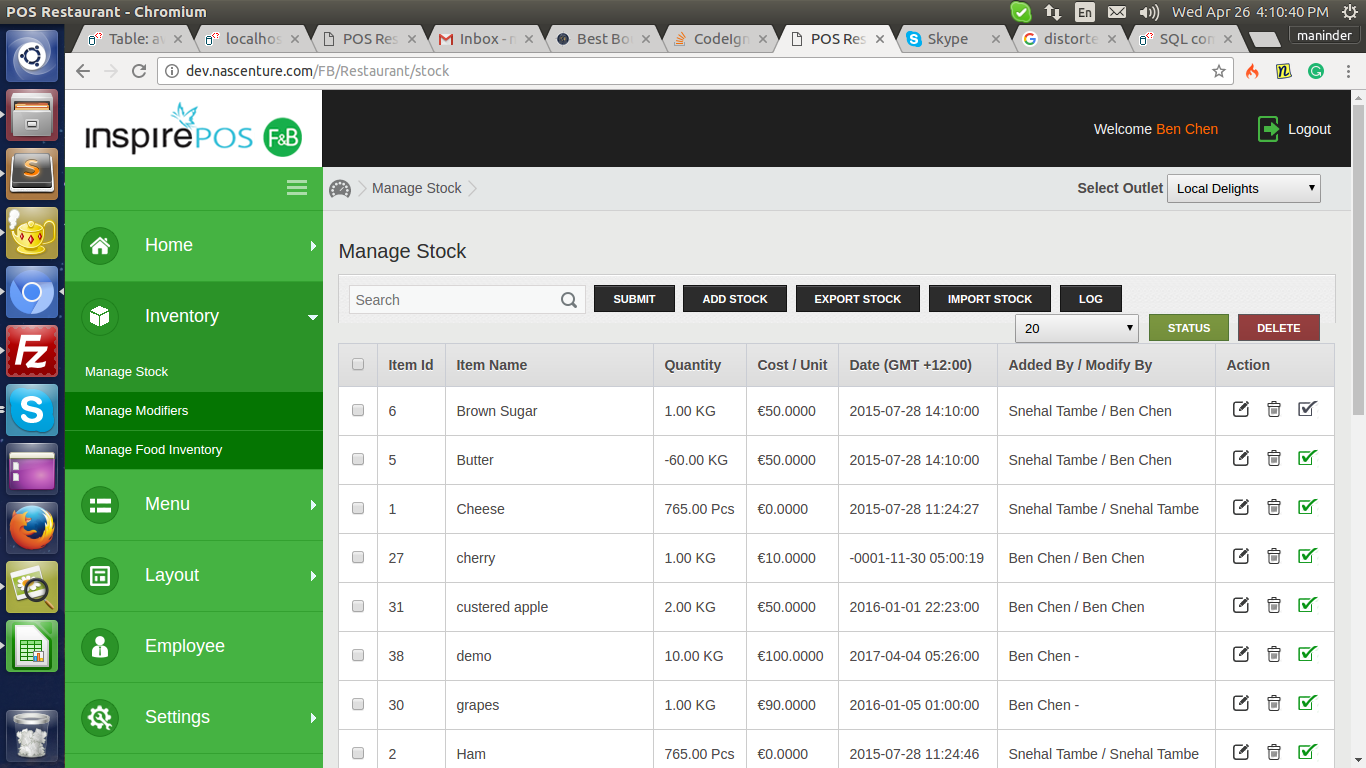 POS Restaurant - Chromium
En
Wed Apr 26 4:10:40 PM
Table: av
localhos
POS Res
Inbox - m
Best Bo
CodeIgn
POS Res
Skype
distorte
SQL con
maninder
dev.nascenture.com/FB/Restaurant/stock
inspirePOS F&B
Welcome Ben Chen
Logout
Manage Stock
Select Outlet
Local Delights
Home
Inventory
Manage Stock
Manage Modifiers
Manage Food Inventory
Menu
Layout
Employee
Settings
Manage Stock
Search
SUBMIT
ADD STOCK
EXPORT STOCK
IMPORT STOCK
LOG
20
STATUS
DELETE
Item Id Item Name Quantity Cost / Unit Date (GMT +12:00) Added By / Modify By Action
6 Brown Sugar 1.00 KG €50.0000 2015-07-28 14:10:00 Snehal Tambe / Ben Chen
5 Butter -60.00 KG €50.0000 2015-07-28 14:10:00 Snehal Tambe / Ben Chen
1 Cheese 765.00 Pcs €0.0000 2015-07-28 11:24:27 Snehal Tambe / Snehal Tambe
27 cherry 1.00 KG €10.0000 -0001-11-30 05:00:19 Ben Chen / Ben Chen
31 custered apple 2.00 KG €50.0000 2016-01-01 22:23:00 Ben Chen / Ben Chen
38 demo 10.00 KG €100.0000 2017-04-04 05:26:00 Ben Chen -
30 grapes 1.00 KG €90.0000 2016-01-05 01:00:00 Ben Chen -
2 Ham 765.00 Pcs €0.0000 2015-07-28 11:24:46 Snehal Tambe / Snehal Tambe